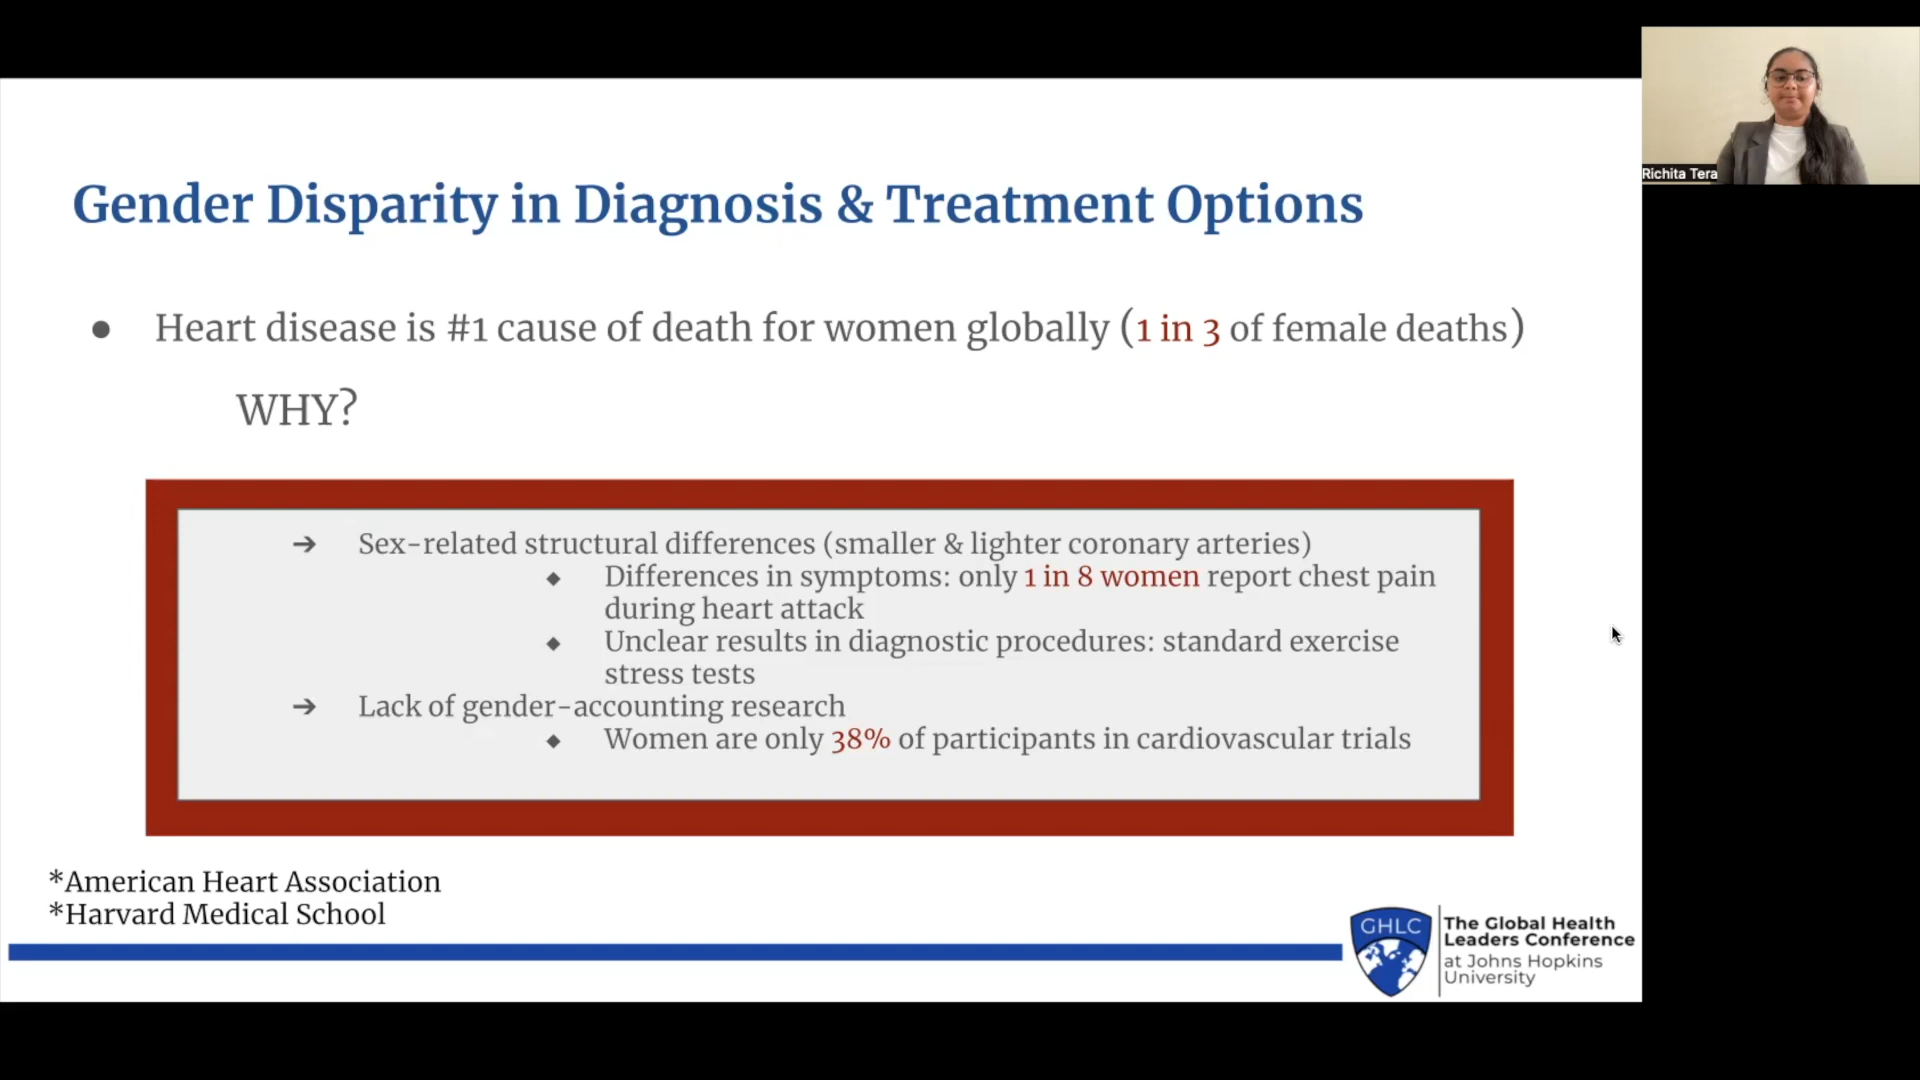 Gender Disparity in Diagnosis & Treatment Options
● Heart disease is #1 cause of death for women globally (1 in 3 of female deaths)
WHY?
➔ Sex-related structural differences (smaller & lighter coronary arteries)
◆ Differences in symptoms: only 1 in 8 women report chest pain
during heart attack
◆ Unclear results in diagnostic procedures: standard exercise
stress tests
➔ Lack of gender-accounting research
◆ Women are only 38% of participants in cardiovascular trials
*American Heart Association
*Harvard Medical School
GHLC
The Global Health
Leaders Conference
at Johns Hopkins
University
Richita Tera